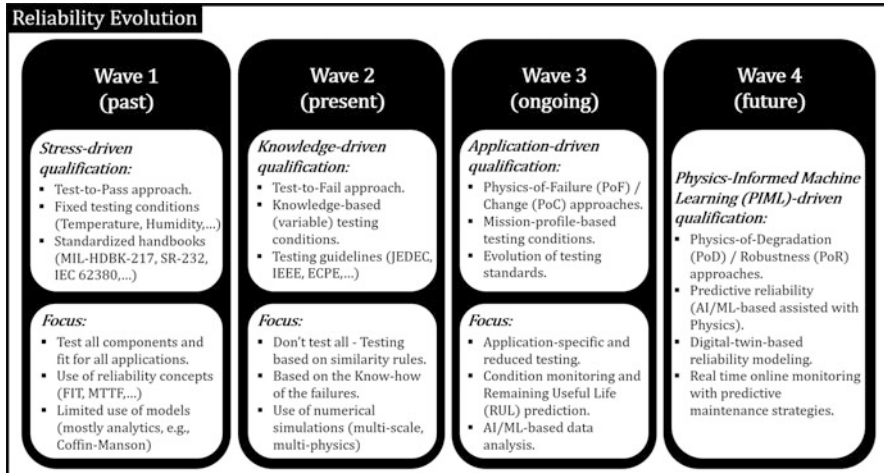 Reliability Evolution
Wave 1
(past)
Stress-driven
qualification:
▪ Test-to-Pass approach.
▪ Fixed testing conditions
(Temperature, Humidity,...)
▪ Standardized handbooks
(MIL-HDBK-217, SR-232,
IEC 62380,...)
Focus:
▪ Test all components and
fit for all applications.
▪ Use of reliability concepts
(FIT, MTTF,...)
▪ Limited use of models
(mostly analytics, e.g.,
Coffin-Manson)
Wave 2
(present)
Knowledge-driven
qualification:
▪ Test-to-Fail approach.
▪ Knowledge-based
(variable) testing
conditions.
▪ Testing guidelines (JEDEC,
IEEE, ECPE,...)
Focus:
▪ Don't test all - Testing
based on similarity rules.
▪ Based on the Know-how
of the failures.
▪ Use of numerical
simulations (multi-scale,
multi-physics)
Wave 3
(ongoing)
Application-driven
qualification:
▪ Physics-of-Failure (PoF) /
Change (PoC) approaches.
▪ Mission-profile-based
testing conditions.
▪ Evolution of testing
standards.
Focus:
▪ Application-specific and
reduced testing.
▪ Condition monitoring and
Remaining Useful Life
(RUL) prediction.
▪ AI/ML-based data
analysis.
Wave 4
(future)
Physics-Informed Machine
Learning (PIML)-driven
qualification:
▪ Physics-of-Degradation
(PoD) / Robustness (PoR)
approaches.
▪ Predictive reliability
(AI/ML-based assisted with
Physics).
▪ Digital-twin-based
reliability modeling.
▪ Real time online monitoring
with predictive
maintenance strategies.